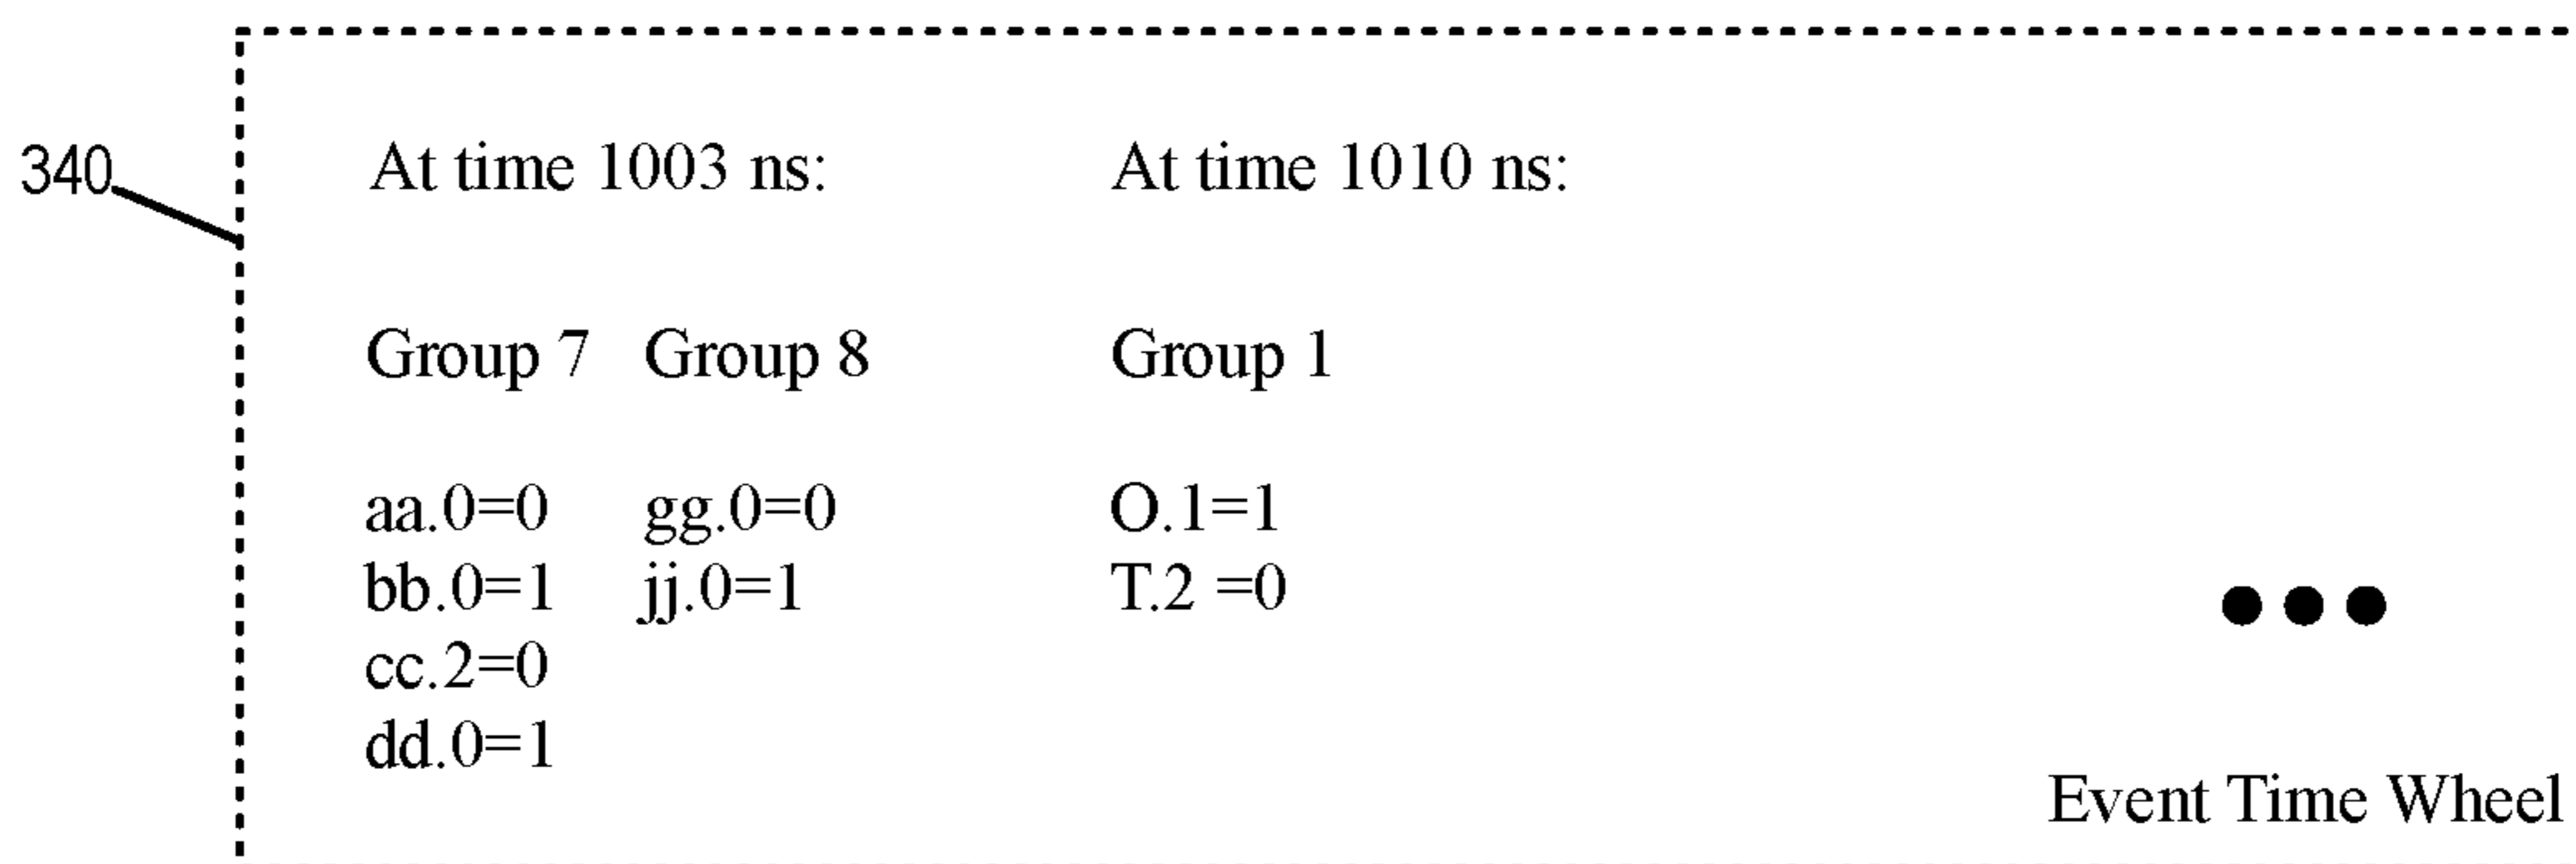 340
At time 1003 ns: At time 1010 ns:
Group 7 Group 8 Group 1
aa.0=0 gg.0=0 O.1=1
bb.0=1 jj.0=1 T.2 =0
cc.2=0
dd.0=1
Event Time Wheel